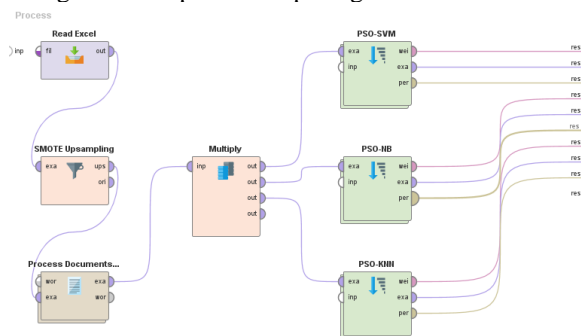 Process
Read Excel
inp
fil
out
SMOTE Upsampling
exa
ups
ori
Process Documents...
wor
exa
exa
wor
Multiply
inp
out
out
out
out
PSO-SVM
exa
wei
inp
exa
per
PSO-NB
exa
wei
inp
exa
per
PSO-KNN
exa
wei
inp
exa
per
res
res
res
res
res
res
res
res
res
res